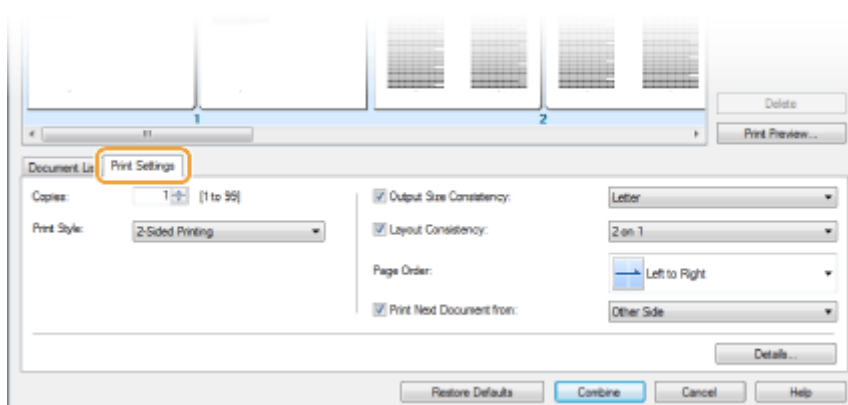 Delete
1
2
Print Preview...
Document Lis
Print Settings
Copies: 1 [1 to 99]
Output Size Consistency: Letter
Print Style: 2-Sided Printing
Layout Consistency: 2 on 1
Page Order: Left to Right
Print Next Document from: Other Side
Details...
Restore Defaults Combine Cancel Help